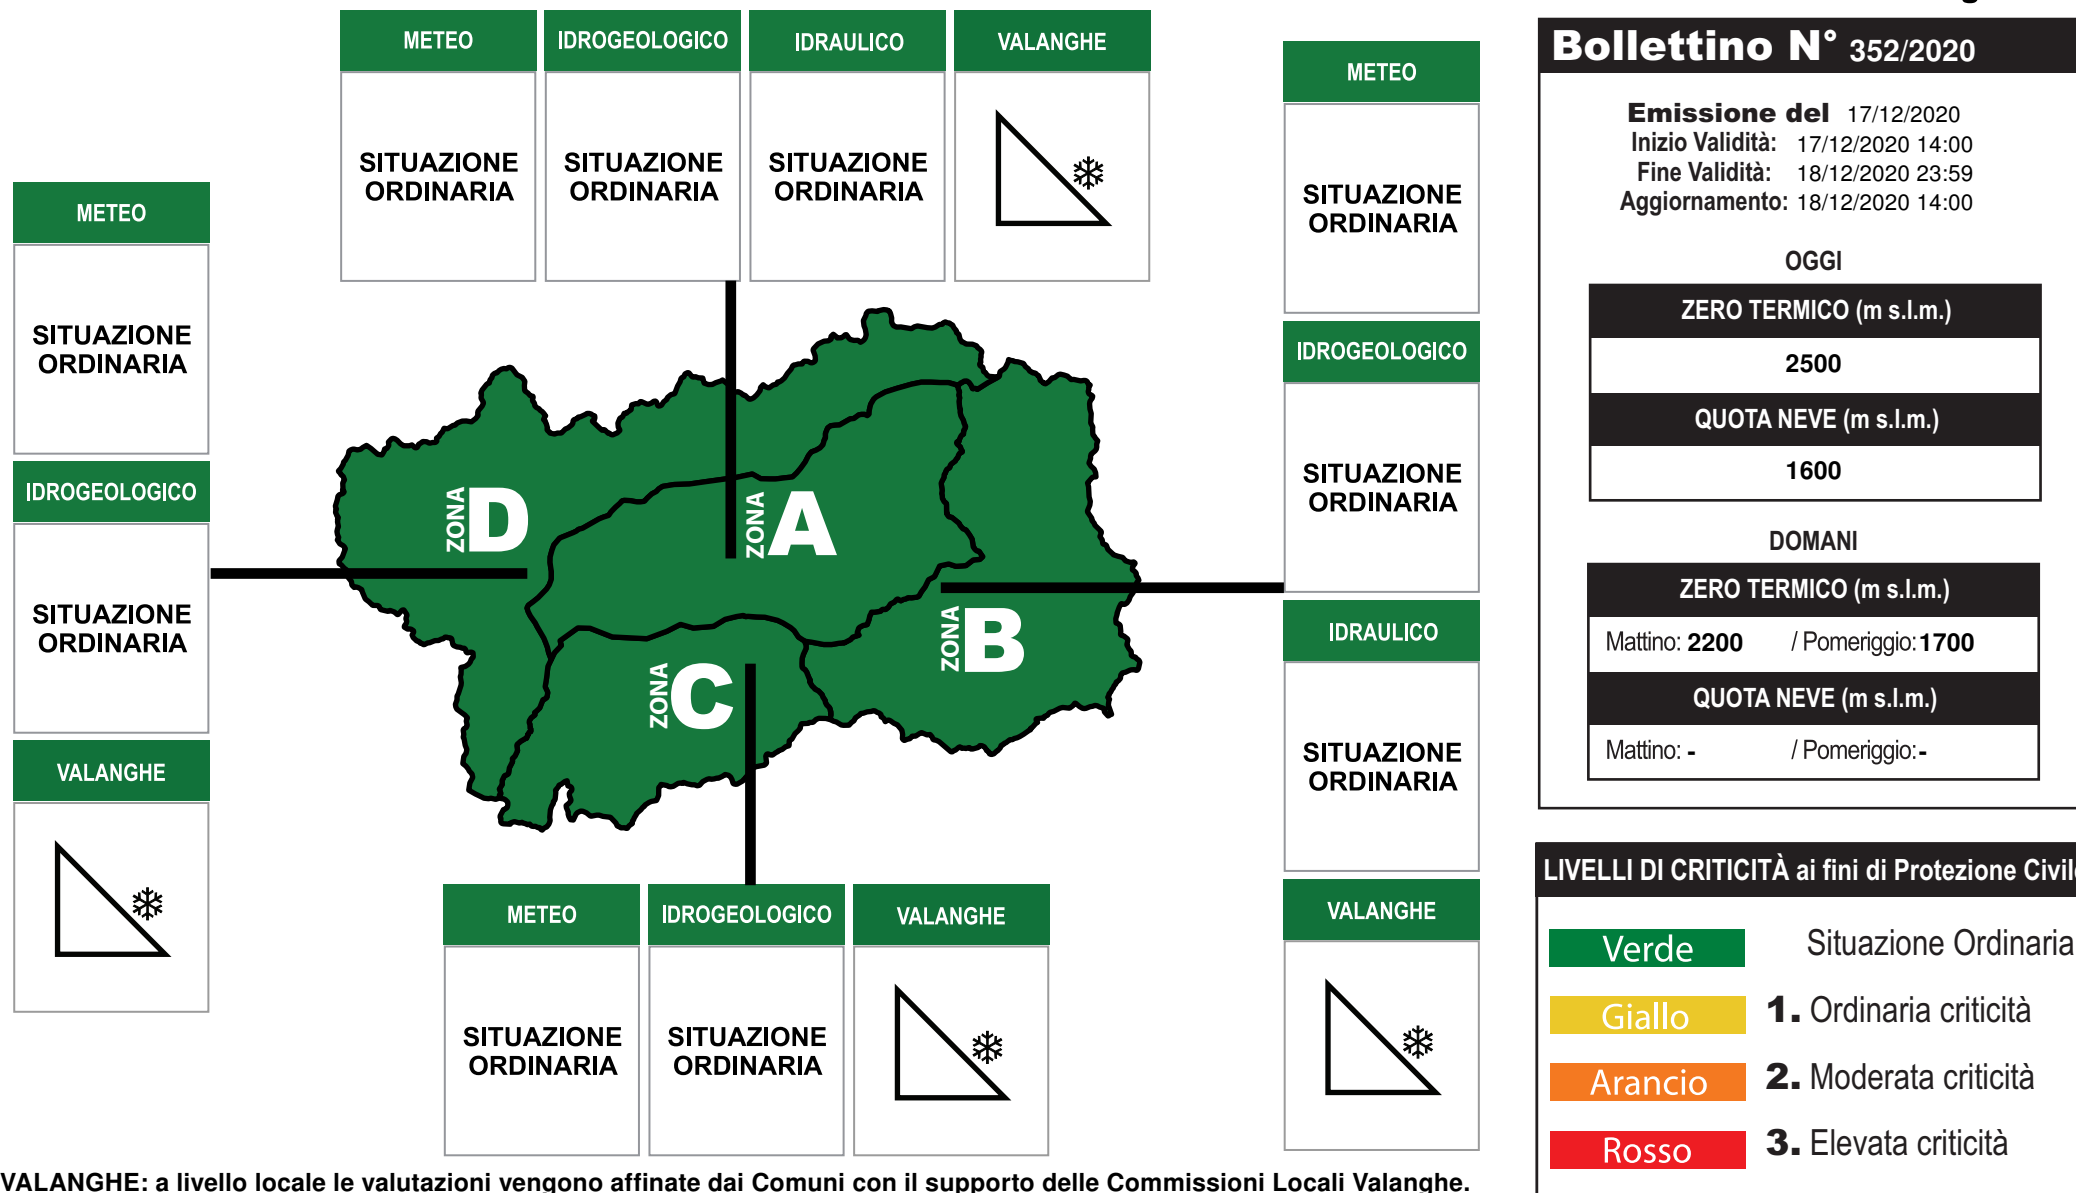 METEO
SITUAZIONE
ORDINARIA
IDROGEOLOGICO
SITUAZIONE
ORDINARIA
IDRAULICO
SITUAZIONE
ORDINARIA
VALANGHE
METEO
SITUAZIONE
ORDINARIA
IDROGEOLOGICO
SITUAZIONE
ORDINARIA
VALANGHE
ZONA D
ZONA A
ZONA B
ZONA C
METEO
SITUAZIONE
ORDINARIA
IDROGEOLOGICO
SITUAZIONE
ORDINARIA
IDRAULICO
SITUAZIONE
ORDINARIA
VALANGHE
METEO
SITUAZIONE
ORDINARIA
IDROGEOLOGICO
SITUAZIONE
ORDINARIA
VALANGHE
VALANGHE: a livello locale le valutazioni vengono affinate dai Comuni con il supporto delle Commissioni Locali Valanghe.
Bollettino N° 352/2020
Emissione del 17/12/2020
Inizio Validità: 17/12/2020 14:00
Fine Validità: 18/12/2020 23:59
Aggiornamento: 18/12/2020 14:00
OGGI
ZERO TERMICO (m s.l.m.)
2500
QUOTA NEVE (m s.l.m.)
1600
DOMANI
ZERO TERMICO (m s.l.m.)
Mattino: 2200 / Pomeriggio: 1700
QUOTA NEVE (m s.l.m.)
Mattino: - / Pomeriggio: -
LIVELLI DI CRITICITÀ ai fini di Protezione Civile
Verde Situazione Ordinaria
Giallo 1. Ordinaria criticità
Arancio 2. Moderata criticità
Rosso 3. Elevata criticità